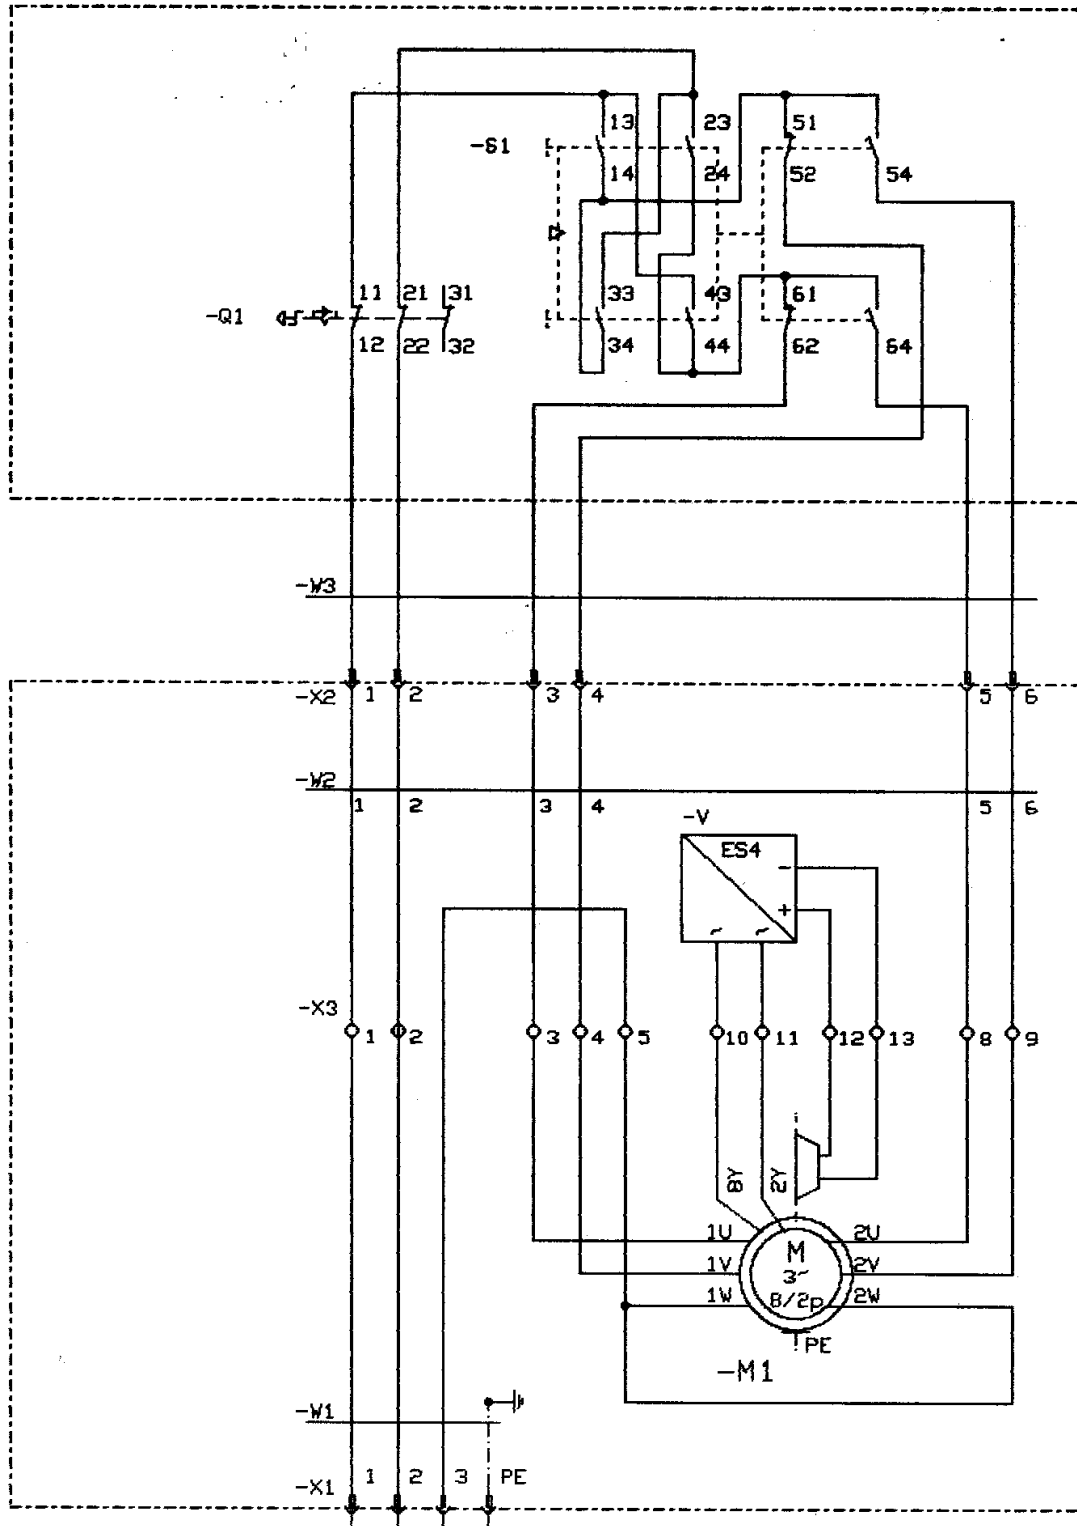 13 23 51
-S1
14 24 52 54
11 21 31 33 43 61
-Q1
12 22 32 34 44 62 64
-W3
-X2 1 2 3 4 5 6
-W2
1 2 3 4 5 6
-V
ES4
-
+
~ ~
-X3
1 2 3 4 5 10 11 12 13 8 9
8Y 2Y
1U M 2U
1V 3~ 2V
1W 8/2p 2W
PE
-M1
-W1
-X1 1 2 3 PE